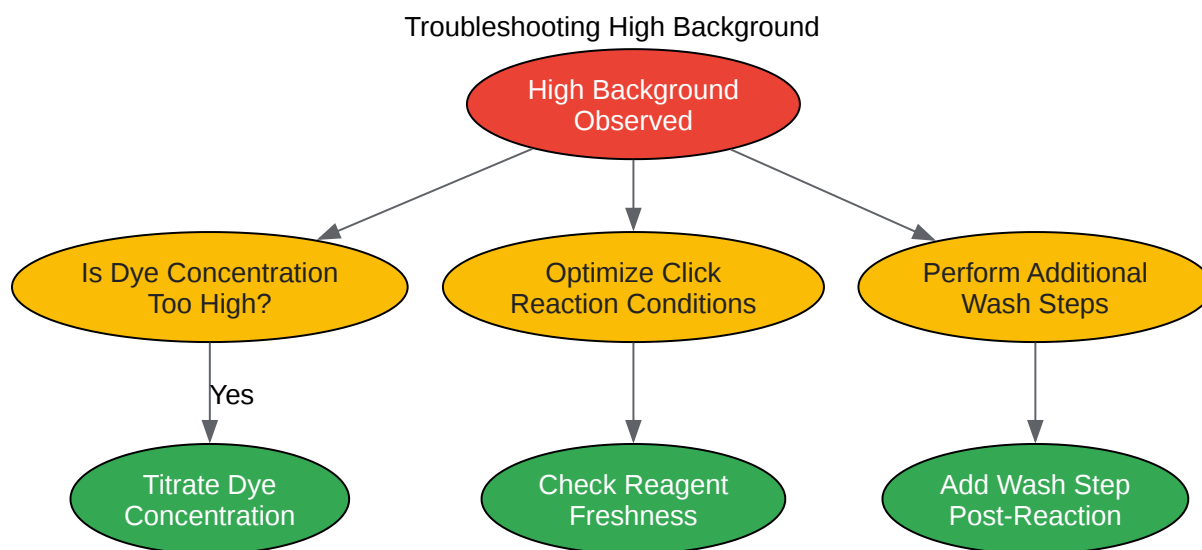 Troubleshooting High Background
High Background
Observed
Is Dye Concentration
Too High?
Optimize Click
Reaction Conditions
Perform Additional
Wash Steps
Yes
Titrate Dye
Concentration
Check Reagent
Freshness
Add Wash Step
Post-Reaction